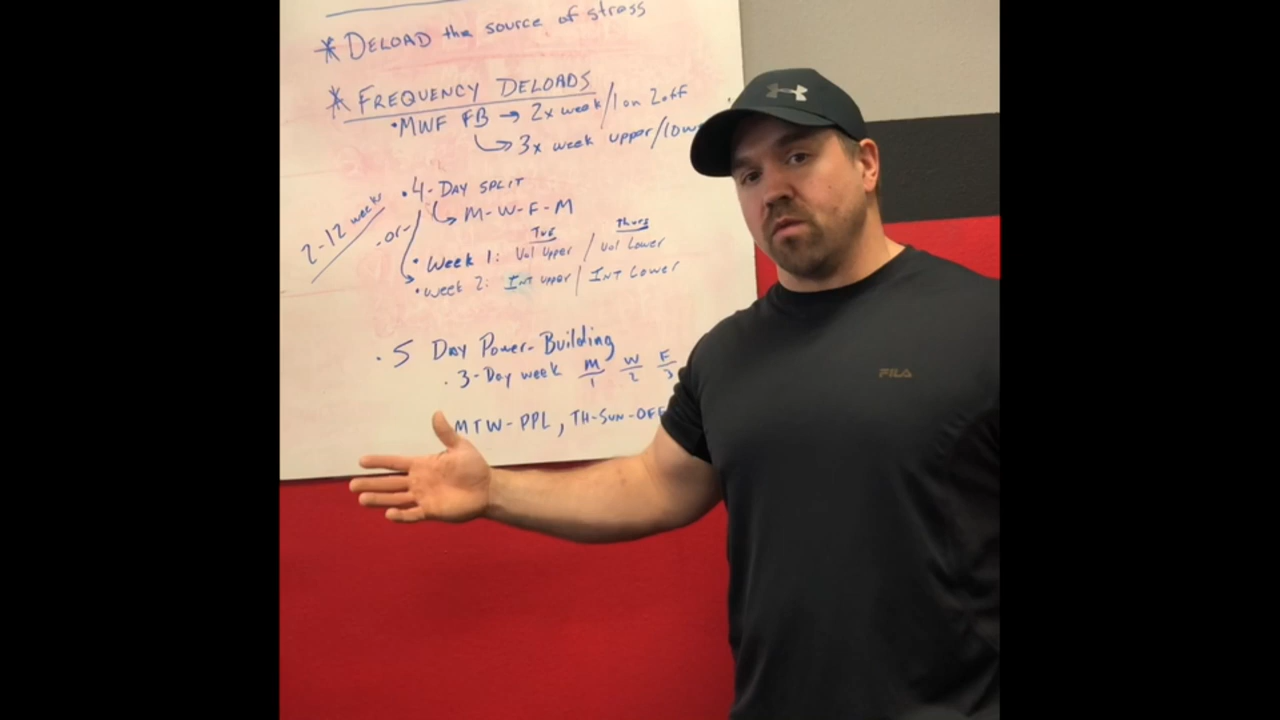 * DELOAD the source of stress
* FREQUENCY DELOADS
• MWF FB → 2x week/1 on 2 off
↳ 3x week upper/lowe
• 4-DAY SPLIT
↳ M-W-F-M
2-12 week
-or-
Tue Thurs
• Week 1: Vol Upper / Vol Lower
• Week 2: INT Upper / INT Lower
• 5 Day Power-Building
• 3-Day week M W F
1 2 3
MTW-PPL, TH-SUN-OFF
FILA